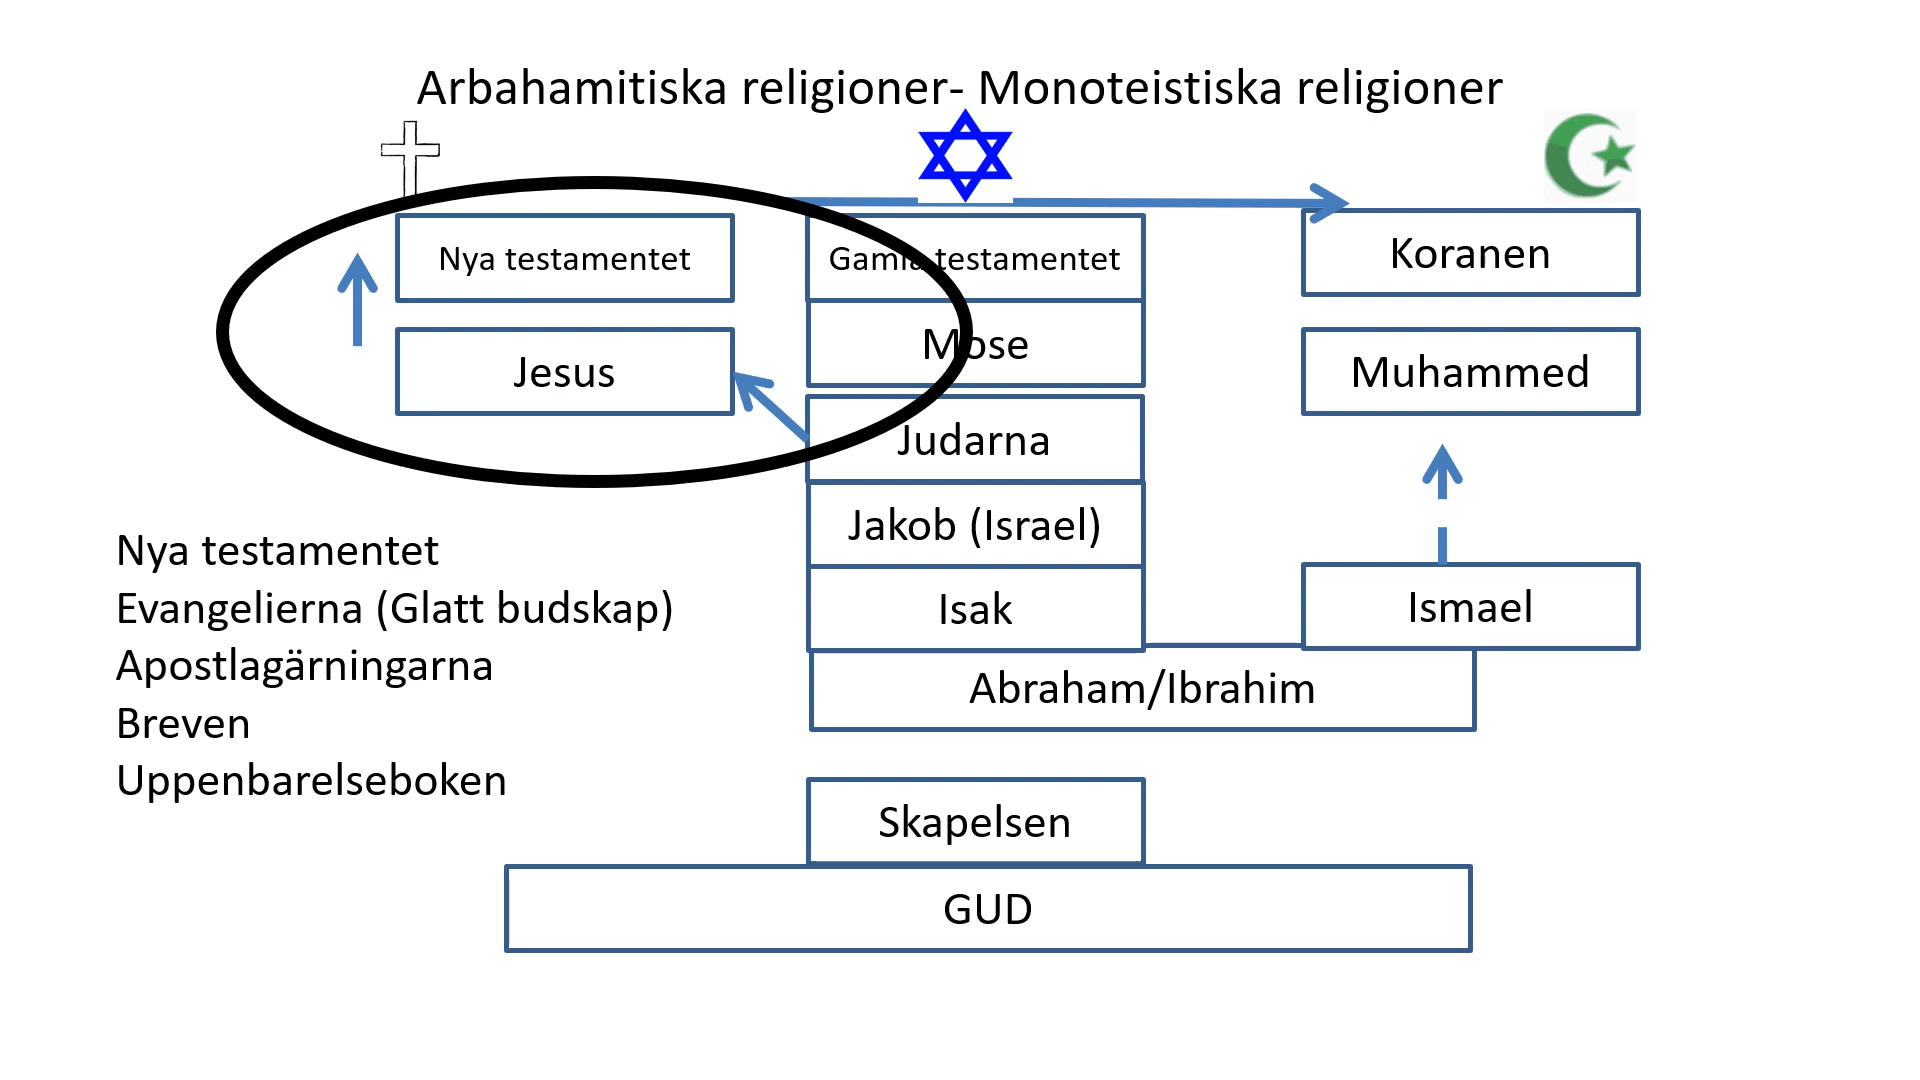 Arbahamitiska religioner- Monoteistiska religioner
Nya testamentet
Jesus
Gamla testamentet
Mose
Judarna
Jakob (Israel)
Isak
Koranen
Muhammed
Ismael
Abraham/Ibrahim
Skapelsen
GUD
Nya testamentet
Evangelierna (Glatt budskap)
Apostlagärningarna
Breven
Uppenbarelseboken